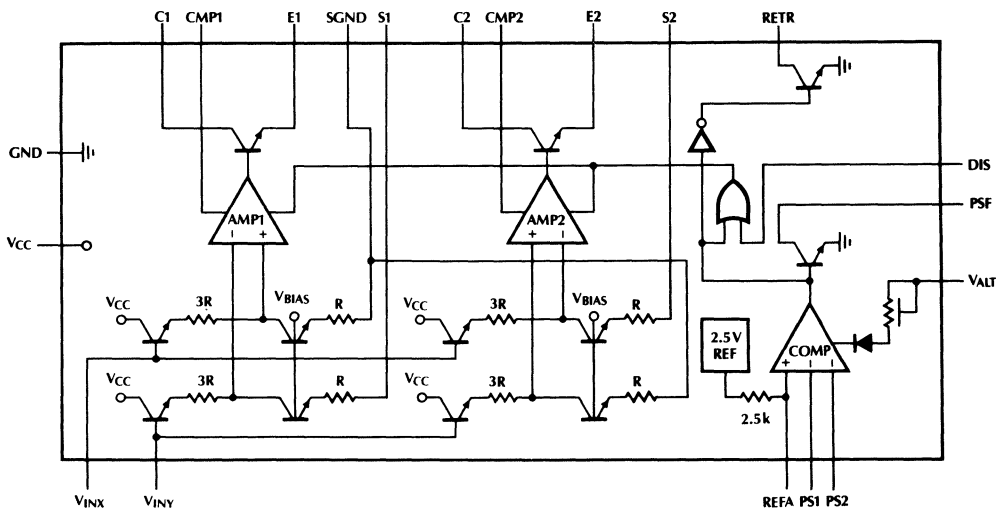 C1 CMP1 E1 SGND S1 C2 CMP2 E2 S2 RETR
GND
DIS
PSF
AMP1
- +
AMP2
+ -
VCC
VALT
VCC 3R VBIAS R VCC 3R VBIAS R
2.5V
REF
COMP
+ - -
VCC 3R R VCC 3R R
2.5k
VINX VINY REFA PS1 PS2